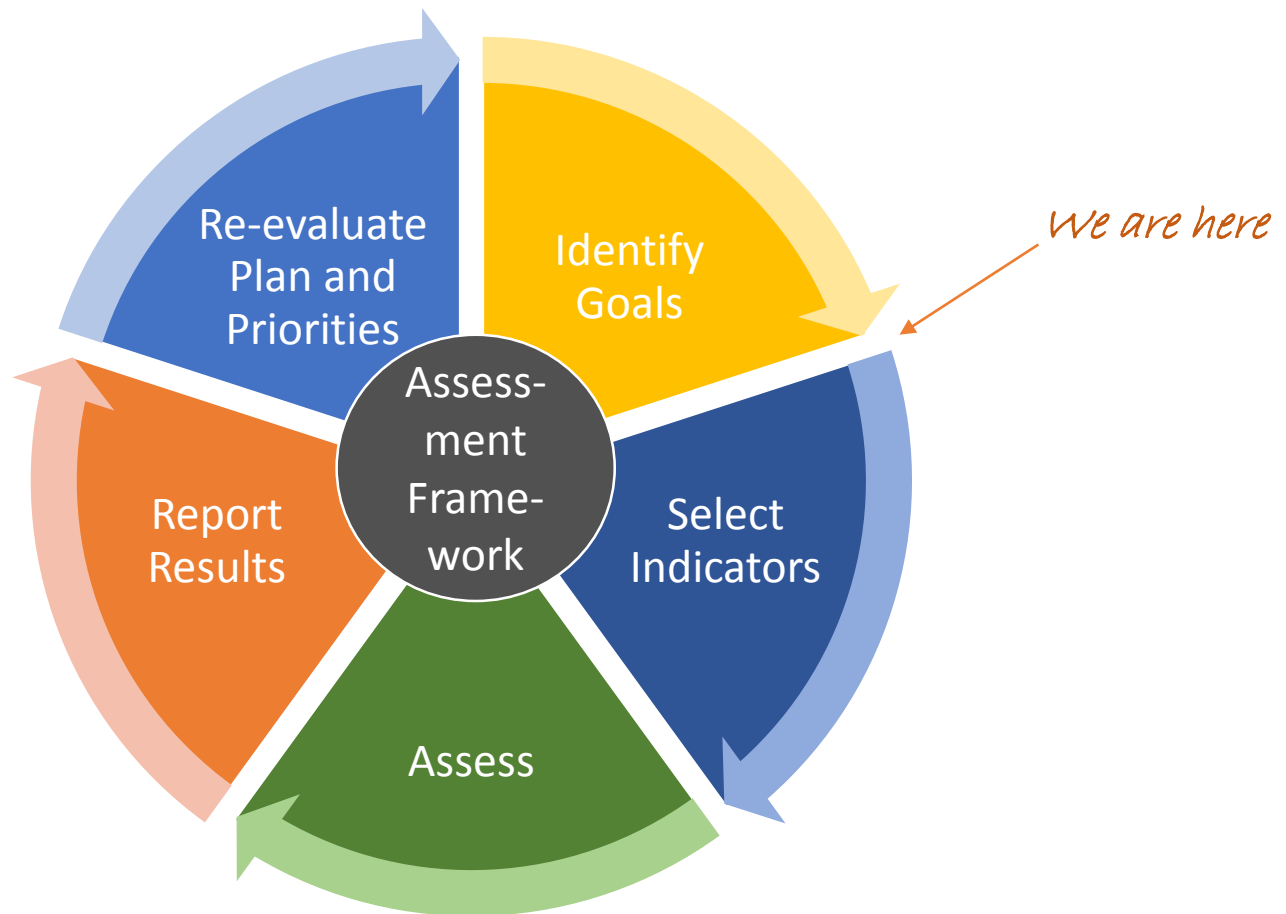 Re-evaluate
Plan and
Priorities
Identify
Goals
We are here
Assess-
ment
Frame-
work
Select
Indicators
Report
Results
Assess